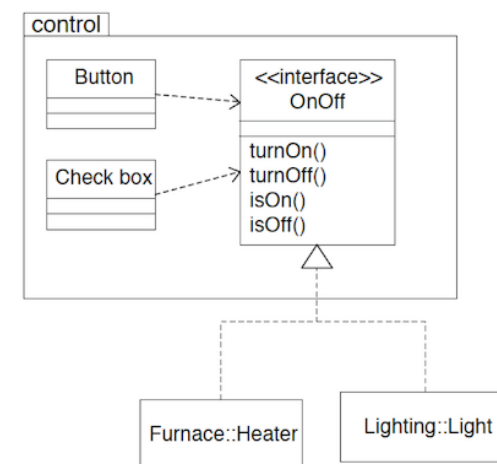 control
Button
<<interface>>
OnOff
Check box
turnOn()
turnOff()
isOn()
isOff()
Furnace::Heater
Lighting::Light